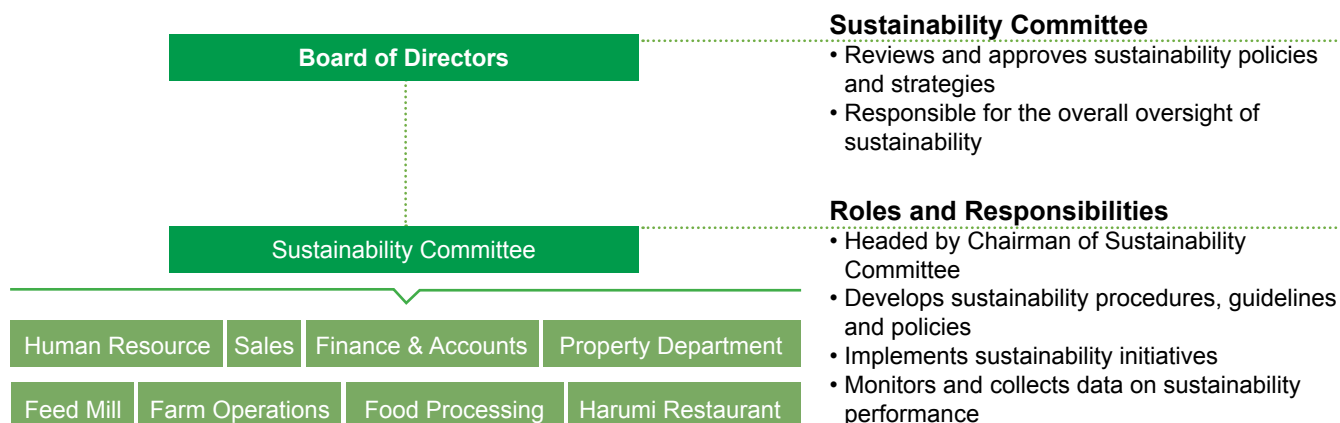 Board of Directors
Sustainability Committee
Human Resource
Sales
Finance & Accounts
Property Department
Feed Mill
Farm Operations
Food Processing
Harumi Restaurant
Sustainability Committee
• Reviews and approves sustainability policies
and strategies
• Responsible for the overall oversight of
sustainability
Roles and Responsibilities
• Headed by Chairman of Sustainability
Committee
• Develops sustainability procedures, guidelines
and policies
• Implements sustainability initiatives
• Monitors and collects data on sustainability
performance